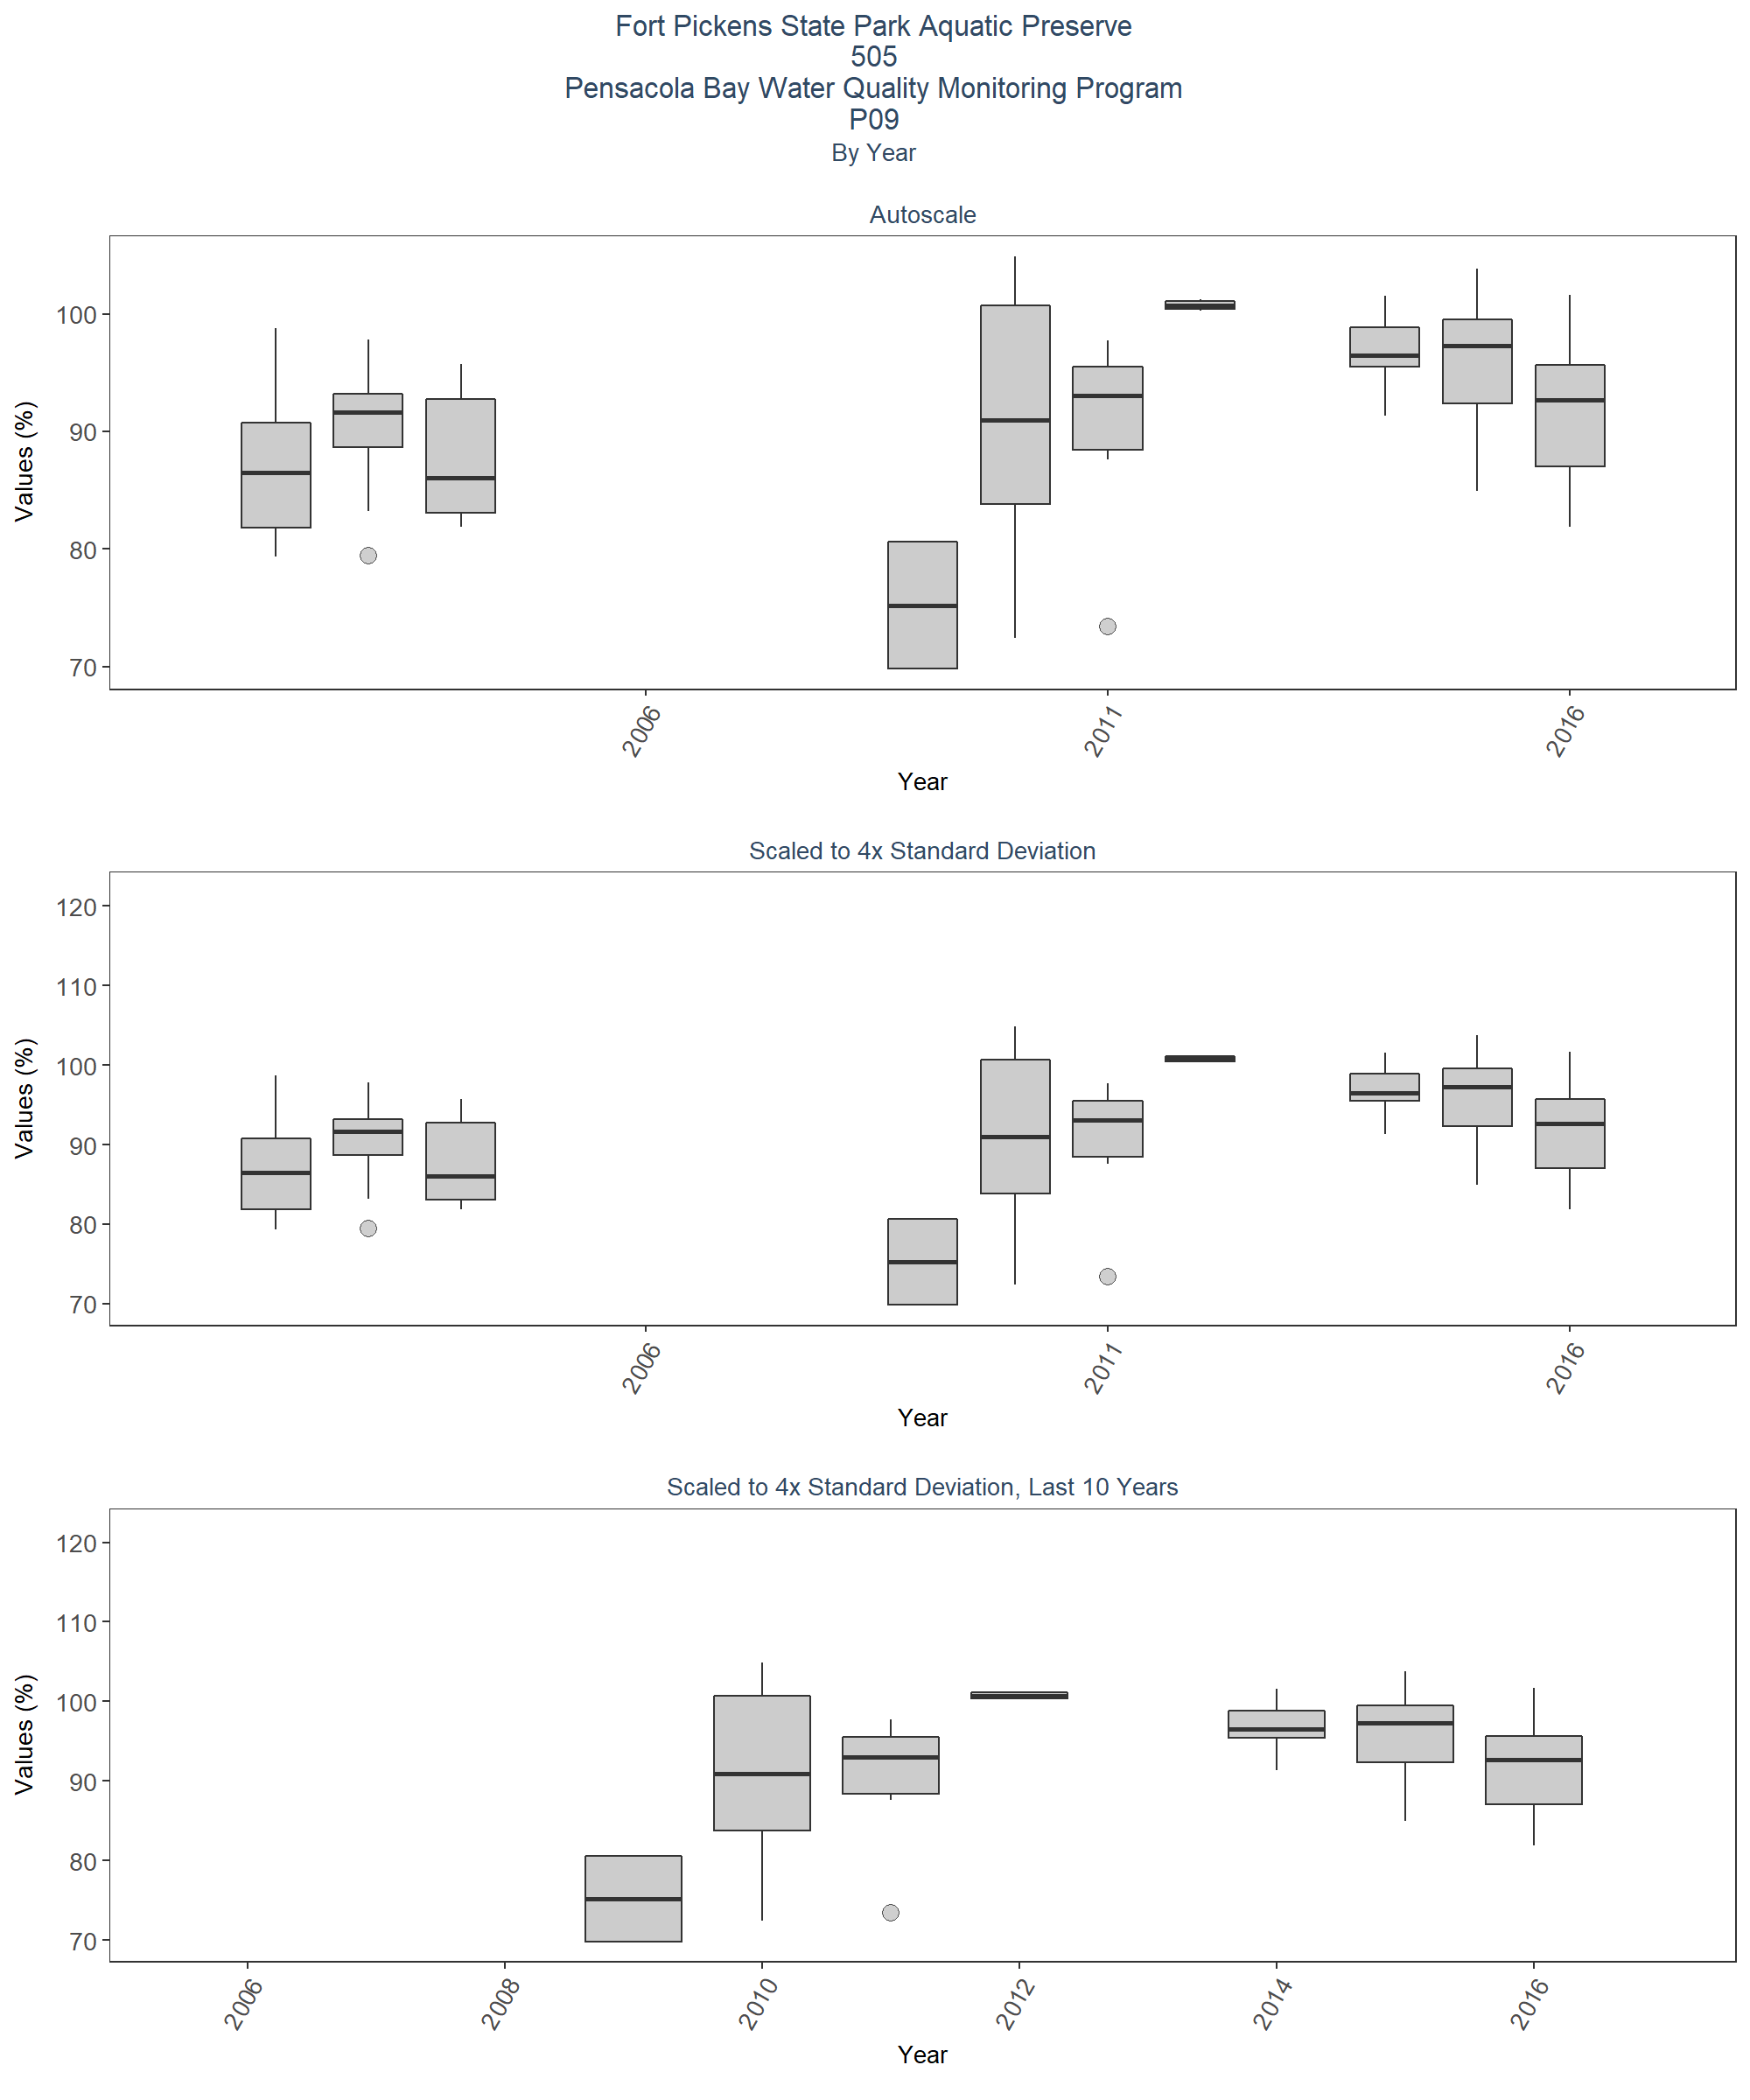 Fort Pickens State Park Aquatic Preserve
505
Pensacola Bay Water Quality Monitoring Program
P09
By Year
Autoscale
Values (%)
100
90
80
70
2006
2011
2016
Year
Scaled to 4x Standard Deviation
Values (%)
120
110
100
90
80
70
2006
2011
2016
Year
Scaled to 4x Standard Deviation, Last 10 Years
Values (%)
120
110
100
90
80
70
2006
2008
2010
2012
2014
2016
Year